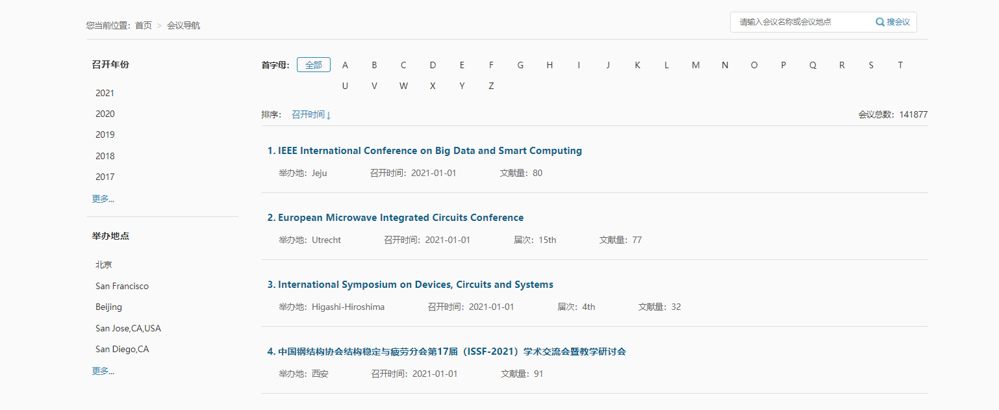 您当前位置：首页 > 会议导航
请输入会议名称或会议地点 搜会议
召开年份
2021
2020
2019
2018
2017
更多...
举办地点
北京
San Francisco
Beijing
San Jose,CA,USA
San Diego,CA
更多...
首字母： 全部 A B C D E F G H I J K L M N O P Q R S T
U V W X Y Z
排序： 召开时间↓ 会议总数：141877
1. IEEE International Conference on Big Data and Smart Computing
举办地：Jeju 召开时间：2021-01-01 文献量：80
2. European Microwave Integrated Circuits Conference
举办地：Utrecht 召开时间：2021-01-01 届次：15th 文献量：77
3. International Symposium on Devices, Circuits and Systems
举办地：Higashi-Hiroshima 召开时间：2021-01-01 届次：4th 文献量：32
4. 中国钢结构协会结构稳定与疲劳分会第17届（ISSF-2021）学术交流会暨教学研讨会
举办地：西安 召开时间：2021-01-01 文献量：91